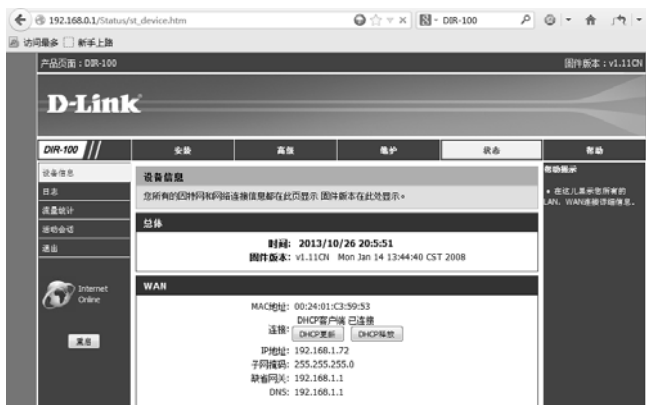 192.168.0.1/Status/st_device.htm
DIR-100
访问最多 新手上路
产品页面：DIR-100 固件版本：v1.11CN
D-Link
DIR-100 安装 高级 维护 状态 帮助
设备信息
日志
流量统计
活动会话
退出
Internet
Online
重启
设备信息
您所有的因特网和网络连接信息都在此页显示 固件版本在此处显示。
总体
时间: 2013/10/26 20:5:51
固件版本: v1.11CN Mon Jan 14 13:44:40 CST 2008
WAN
MAC地址: 00:24:01:C3:59:53
DHCP客户端 已连接
连接: DHCP更新 DHCP释放
IP地址: 192.168.1.72
子网掩码: 255.255.255.0
缺省网关: 192.168.1.1
DNS: 192.168.1.1
帮助提示
• 在这儿显示您所有的
LAN、WAN连接详细信息。